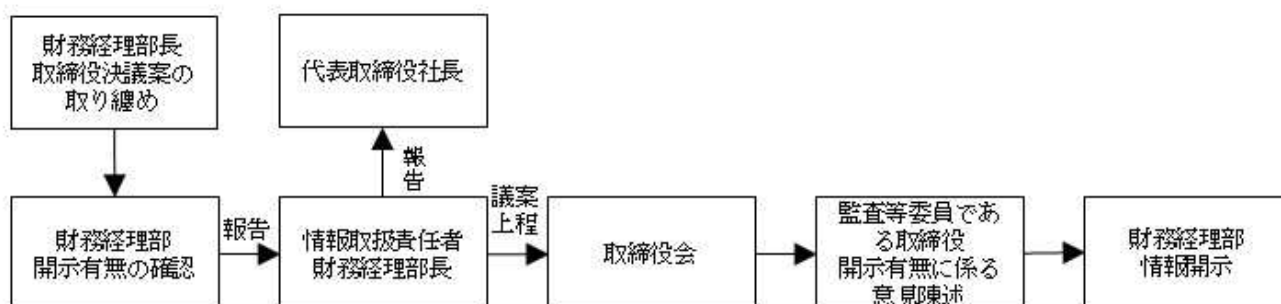 財務経理部長
取締役決議案の
取り纏め
代表取締役社長
報
告
財務経理部
開示有無の確認
報告
情報取扱責任者
財務経理部長
議案
上程
取締役会
監査等委員であ
る取締役
開示有無に係る
意見陳述
財務経理部
情報開示